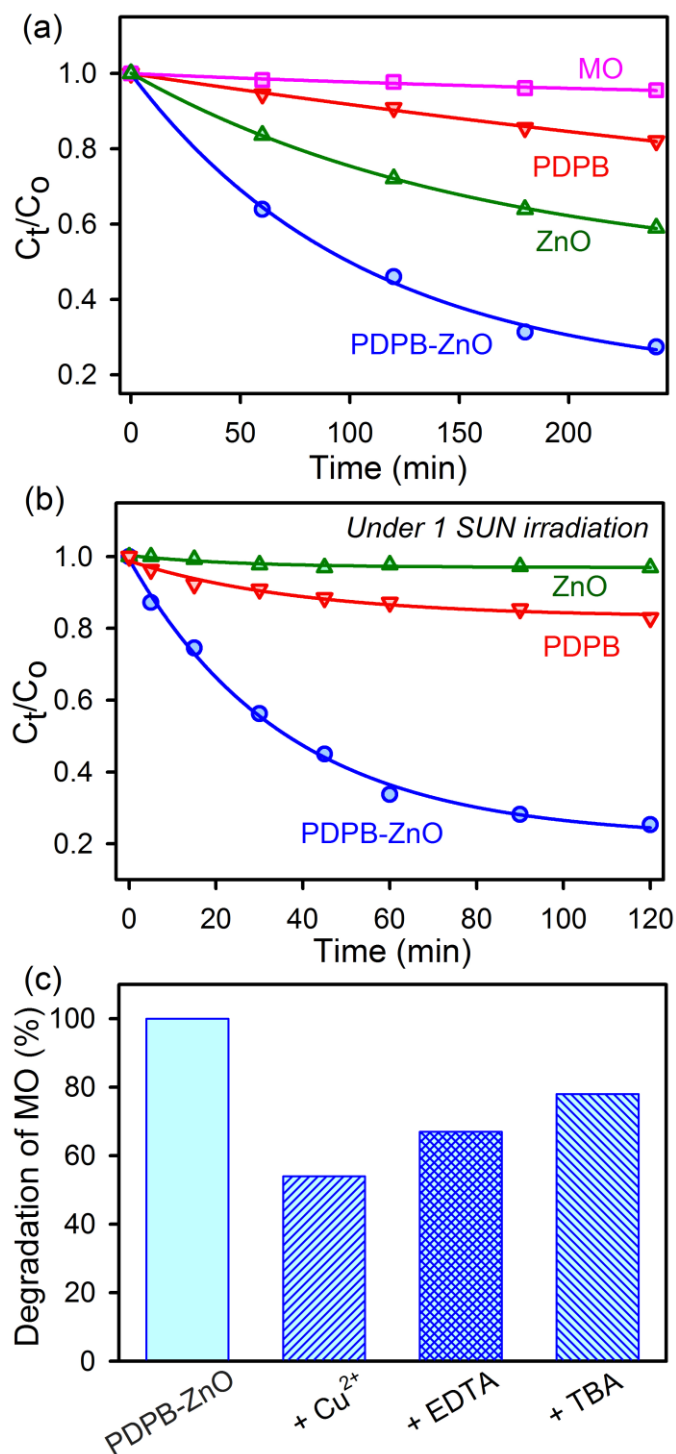 (a)
MO
PDPB
ZnO
PDPB-ZnO
1.0
0.8
0.6
0.4
0.2
Ct/Co
0 50 100 150 200
Time (min)
(b)
Under 1 SUN irradiation
ZnO
PDPB
PDPB-ZnO
1.0
0.8
0.6
0.4
0.2
Ct/Co
0 20 40 60 80 100 120
Time (min)
(c)
100
80
60
40
20
0
Degradation of MO (%)
PDPB-ZnO
+ Cu²⁺
+ EDTA
+ TBA